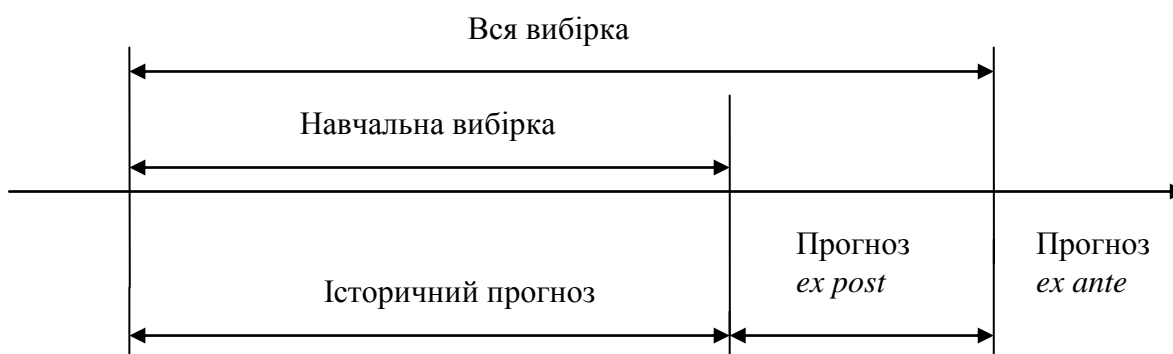 Вся вибірка
Навчальна вибірка
Прогноз
ex post
Прогноз
ex ante
Історичний прогноз